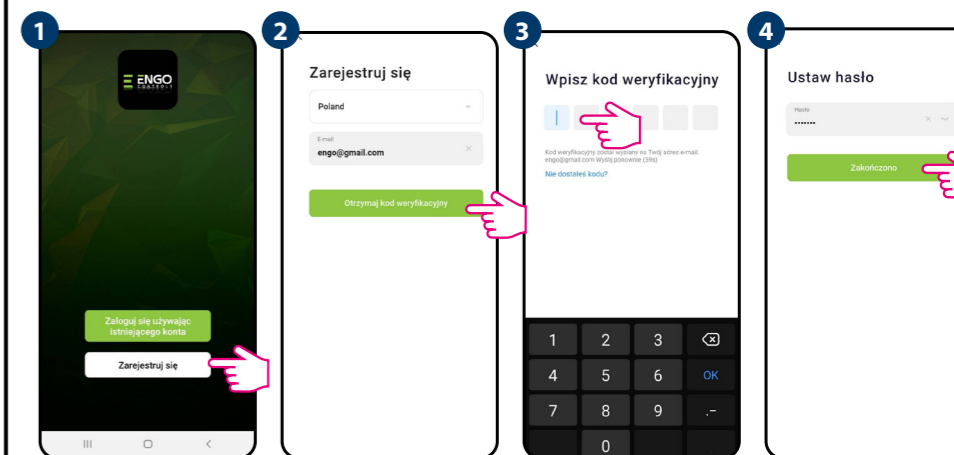 1
ENGO
CONTROLS
Zaloguj się używając
istniejącego konta
Zarejestruj się
2
Zarejestruj się
Poland
E-mail
engo@gmail.com
Otrzymaj kod weryfikacyjny
3
Wpisz kod weryfikacyjny
Kod weryfikacyjny został wysłany na Twój adres e-mail.
engo@gmail.com Wyślij ponownie (59s)
Nie dostałeś kodu?
1 2 3
4 5 6 OK
7 8 9 .-
0
4
Ustaw hasło
Hasło
•••••••
Zakończono